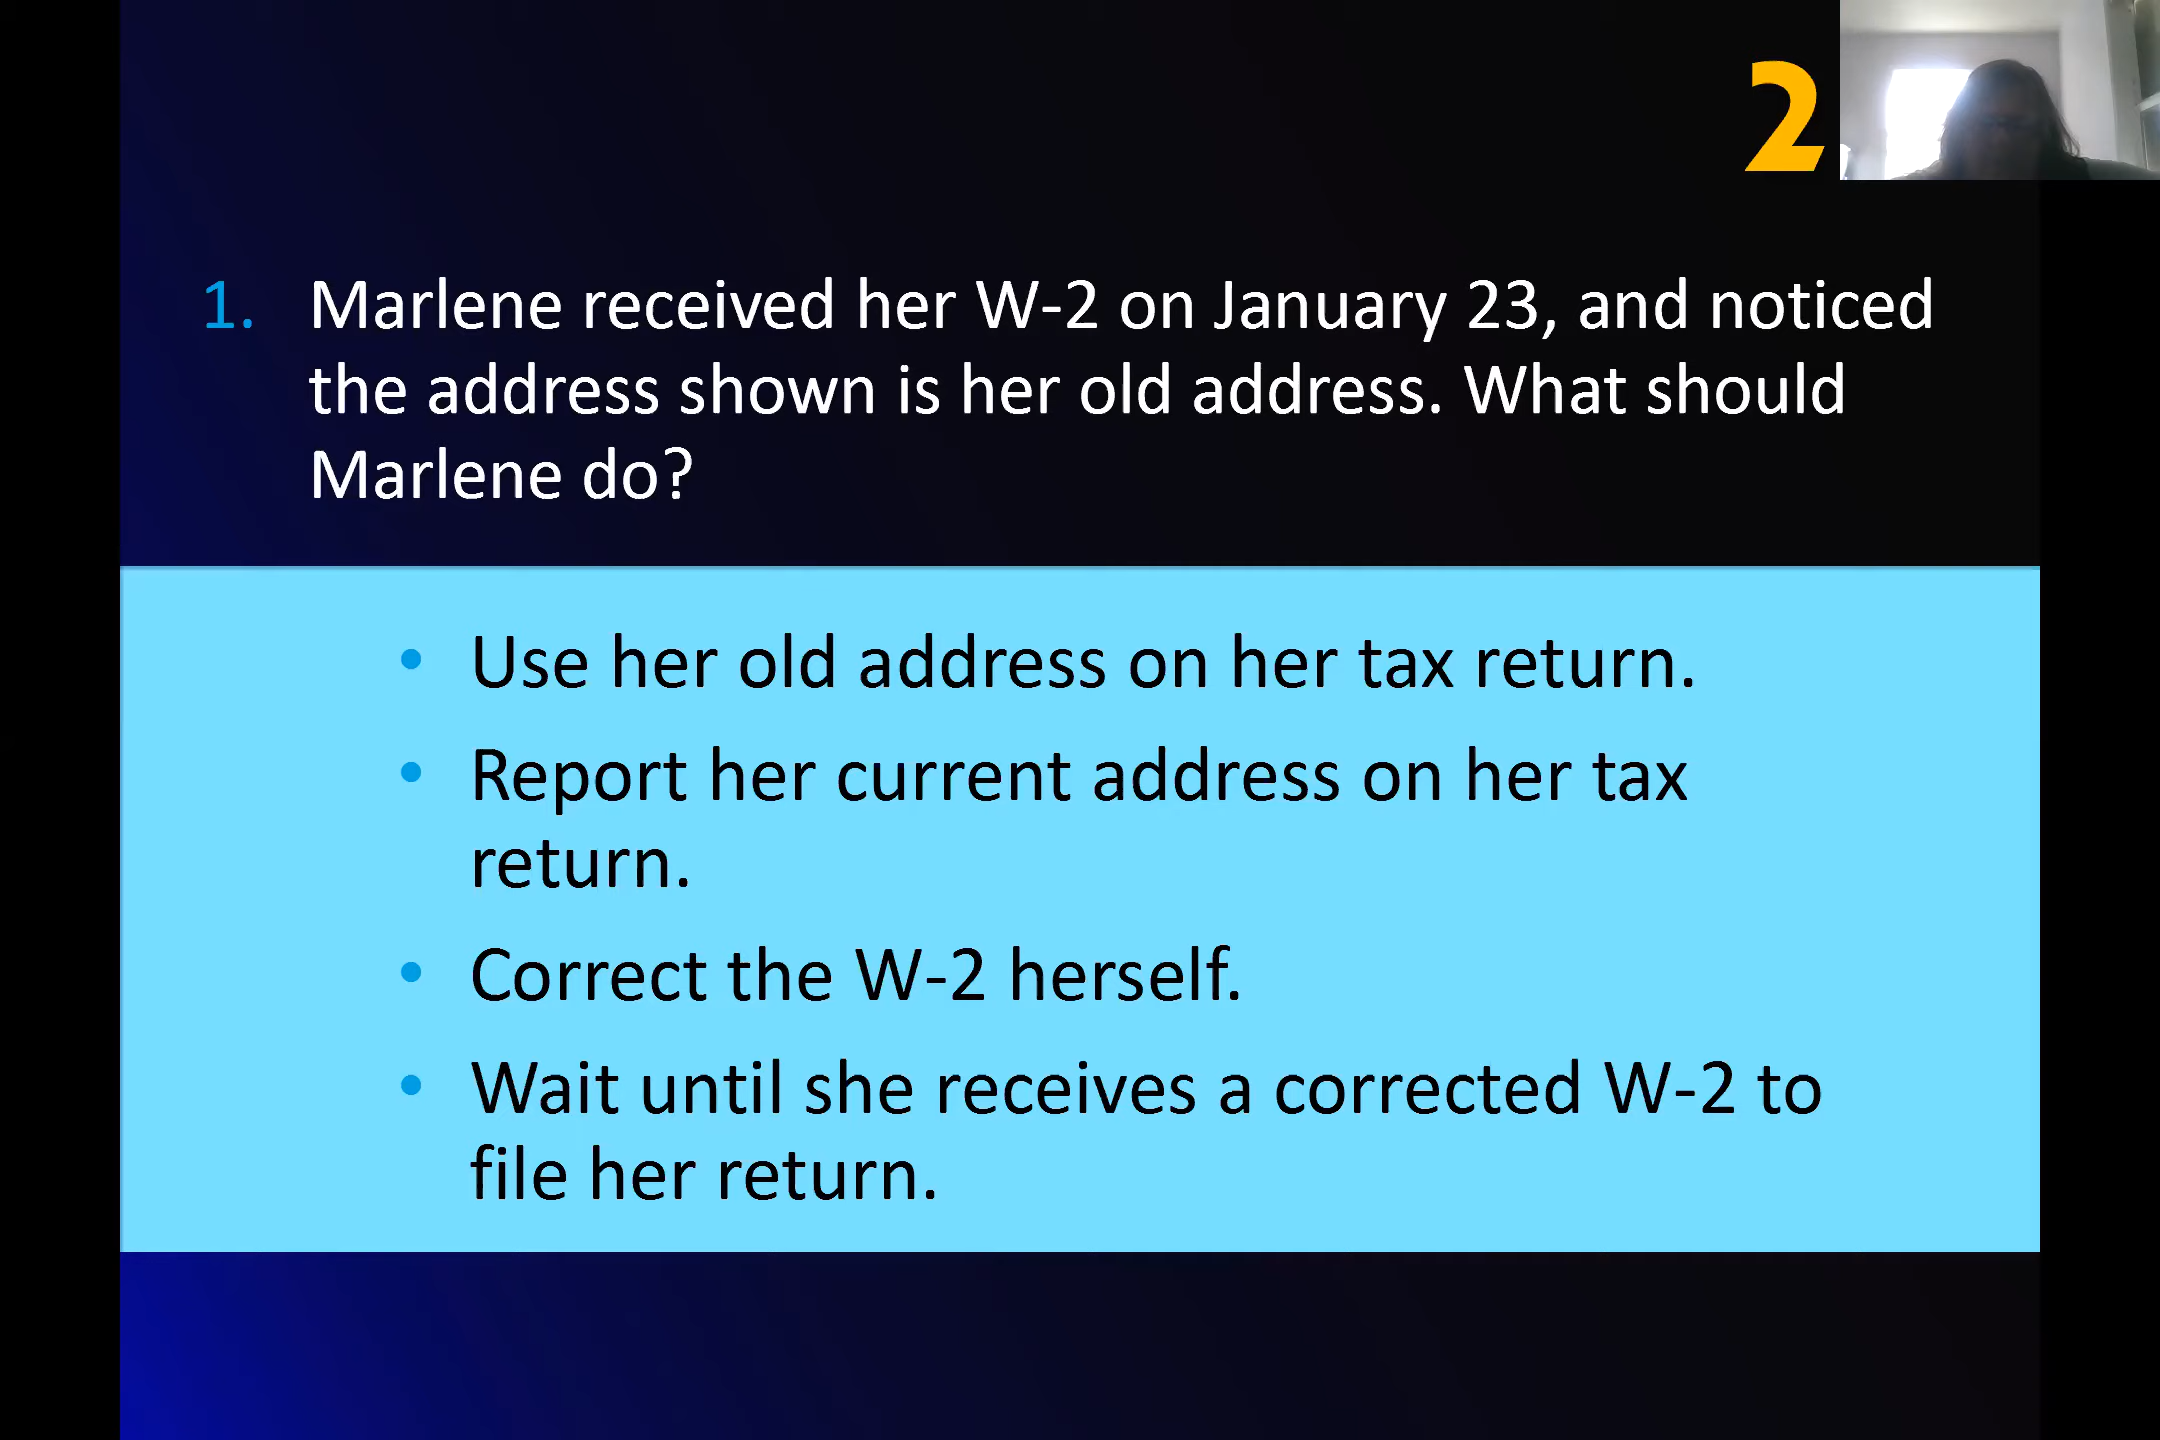 2
1. Marlene received her W-2 on January 23, and noticed
the address shown is her old address. What should
Marlene do?
• Use her old address on her tax return.
• Report her current address on her tax
return.
• Correct the W-2 herself.
• Wait until she receives a corrected W-2 to
file her return.